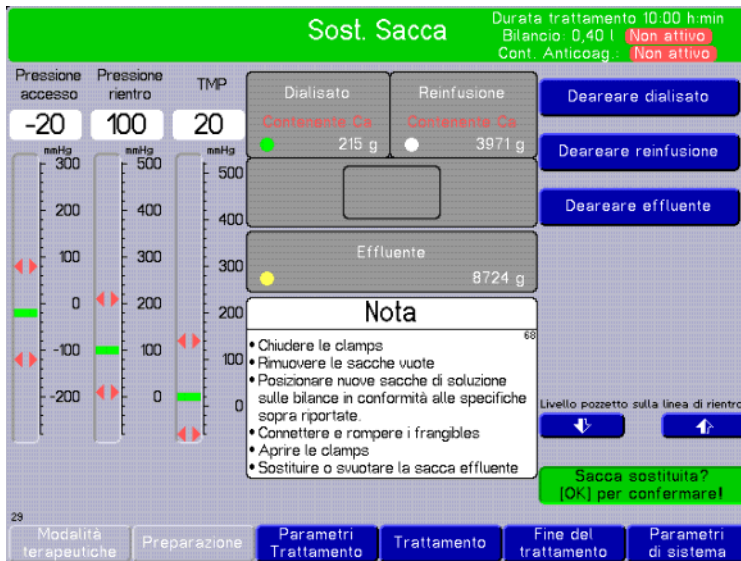 Sost. Sacca
Durata trattamento 10:00 h:min
Bilancio: 0,40 l Non attivo
Cont. Anticoag.: Non attivo
Pressione accesso
Pressione rientro
TMP
-20
100
20
mmHg
mmHg
mmHg
300
200
100
0
-100
-200
500
400
300
200
100
0
500
400
300
200
100
0
Dialisato
Contenente Ca
215 g
Reinfusione
Contenente Ca
3971 g
Effluente
8724 g
Nota
68
• Chiudere le clamps
• Rimuovere le sacche vuote
• Posizionare nuove sacche di soluzione
sulle bilance in conformità alle specifiche
sopra riportate.
• Connettere e rompere i frangibles
• Aprire le clamps
• Sostituire o svuotare la sacca effluente
Deareare dialisato
Deareare reinfusione
Deareare effluente
Livello pozzetto sulla linea di rientro
Sacca sostituita?
[OK] per confermare!
29
Modalità
terapeutiche
Preparazione
Parametri
Trattamento
Trattamento
Fine del
trattamento
Parametri
di sistema